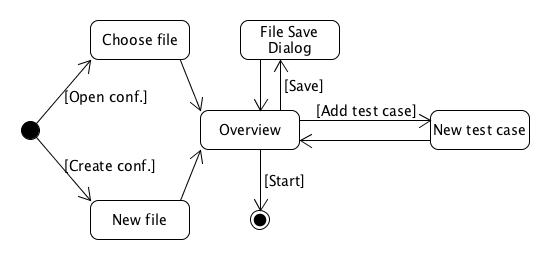 Choose file
File Save
Dialog
[Open conf.]
[Save]
[Add test case]
Overview
New test case
[Create conf.]
[Start]
New file